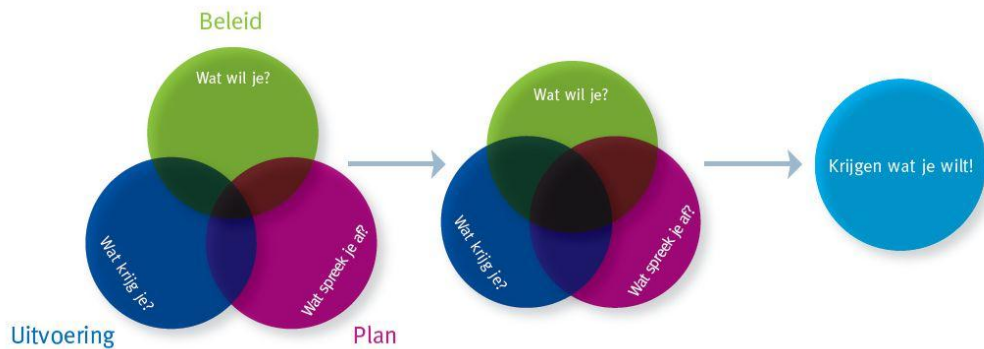 Beleid
Wat wil je?
Wat krijg je?
Wat spreek je af?
Uitvoering
Plan
Wat wil je?
Wat krijg je?
Wat spreek je af?
Krijgen wat je wilt!